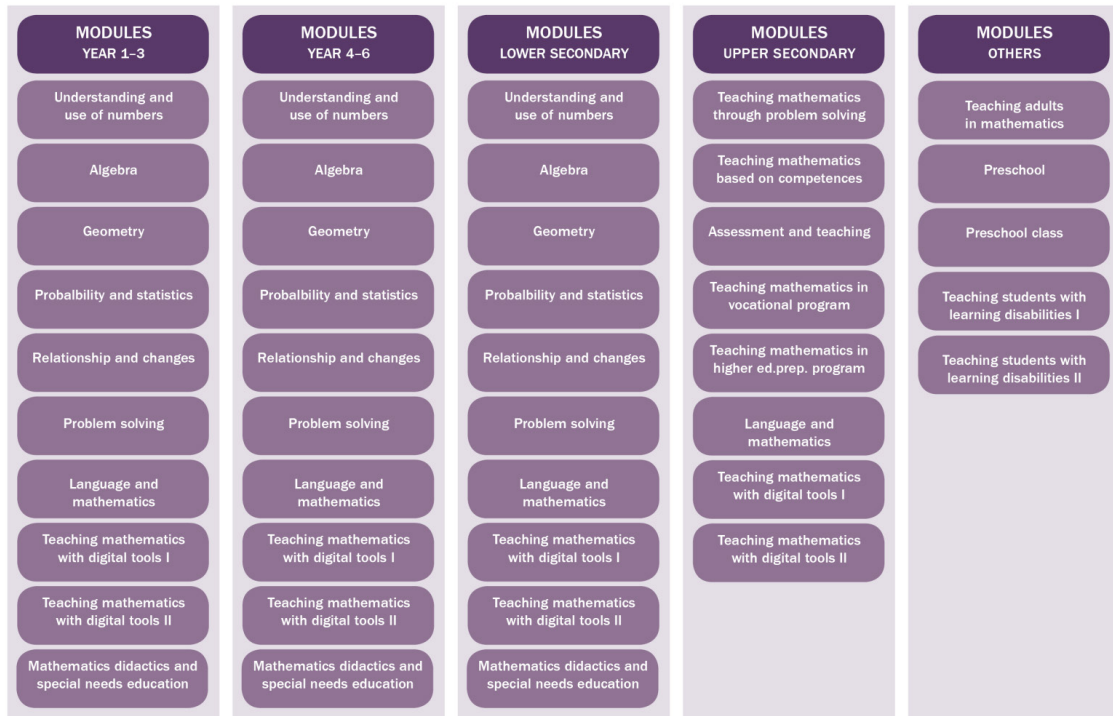 MODULES
YEAR 1–3
Understanding and
use of numbers
Algebra
Geometry
Probalbility and statistics
Relationship and changes
Problem solving
Language and
mathematics
Teaching mathematics
with digital tools I
Teaching mathematics
with digital tools II
Mathematics didactics and
special needs education
MODULES
YEAR 4–6
Understanding and
use of numbers
Algebra
Geometry
Probalbility and statistics
Relationship and changes
Problem solving
Language and
mathematics
Teaching mathematics
with digital tools I
Teaching mathematics
with digital tools II
Mathematics didactics and
special needs education
MODULES
LOWER SECONDARY
Understanding and
use of numbers
Algebra
Geometry
Probalbility and statistics
Relationship and changes
Problem solving
Language and
mathematics
Teaching mathematics
with digital tools I
Teaching mathematics
with digital tools II
Mathematics didactics and
special needs education
MODULES
UPPER SECONDARY
Teaching mathematics
through problem solving
Teaching mathematics
based on competences
Assessment and teaching
Teaching mathematics in
vocational program
Teaching mathematics in
higher ed.prep. program
Language and
mathematics
Teaching mathematics
with digital tools I
Teaching mathematics
with digital tools II
MODULES
OTHERS
Teaching adults
in mathematics
Preschool
Preschool class
Teaching students with
learning disabilities I
Teaching students with
learning disabilities II